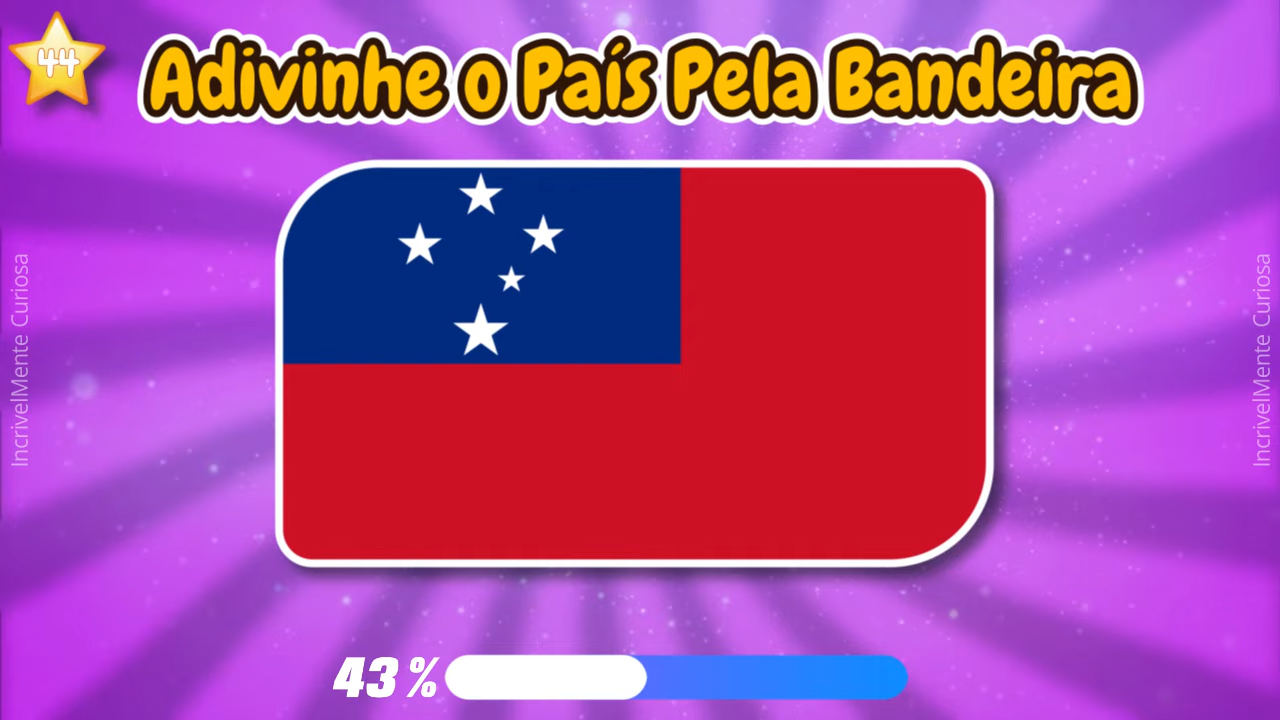 44
Adivinhe o País Pela Bandeira
IncrivelMente Curiosa
IncrivelMente Curiosa
43%